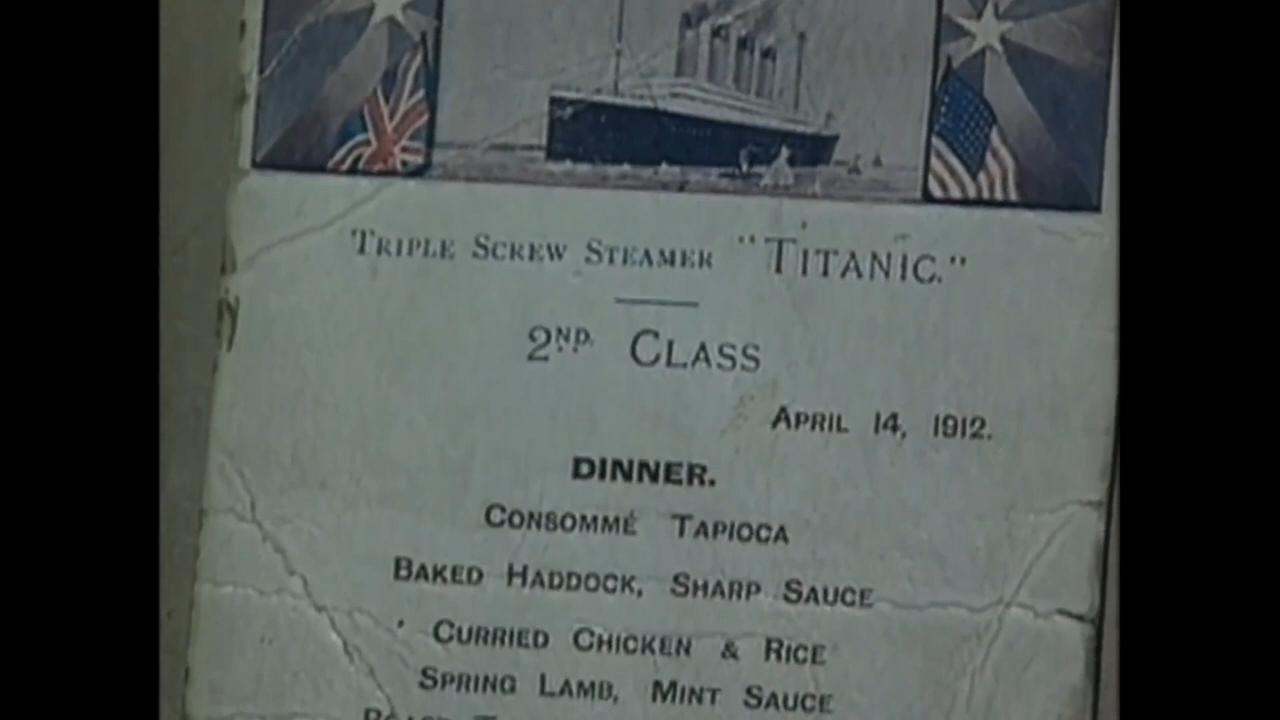 TRIPLE SCREW STEAMER "TITANIC."
2ND. CLASS
APRIL 14, 1912.
DINNER.
CONSOMMÉ TAPIOCA
BAKED HADDOCK, SHARP SAUCE
CURRIED CHICKEN & RICE
SPRING LAMB, MINT SAUCE